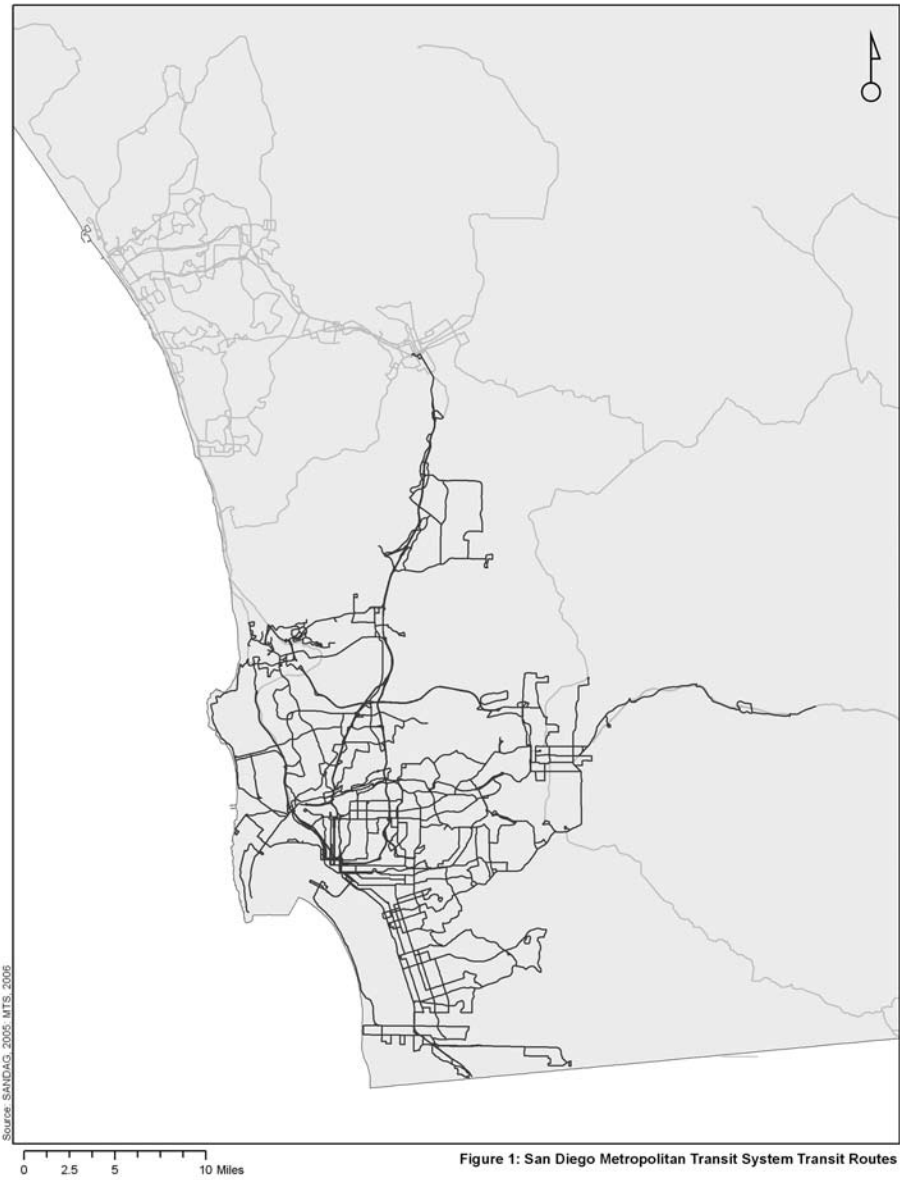 Source: SANDAG, 2005: MTS, 2006
0 2.5 5 10 Miles
Figure 1: San Diego Metropolitan Transit System Transit Routes